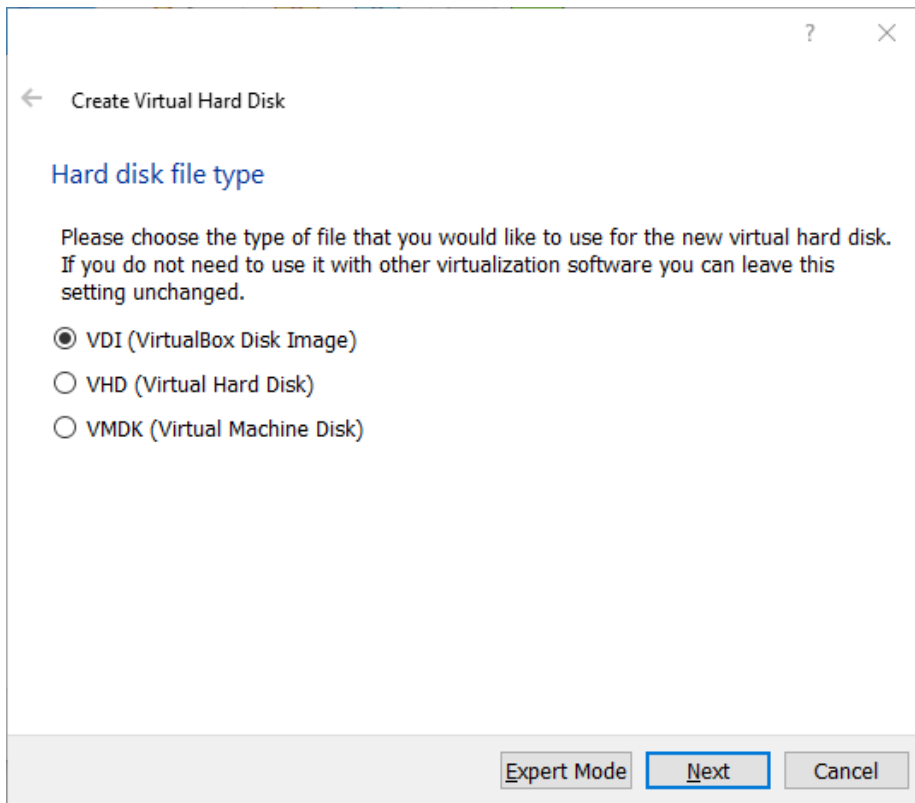 ?
Create Virtual Hard Disk
Hard disk file type
Please choose the type of file that you would like to use for the new virtual hard disk.
If you do not need to use it with other virtualization software you can leave this
setting unchanged.
VDI (VirtualBox Disk Image)
VHD (Virtual Hard Disk)
VMDK (Virtual Machine Disk)
Expert Mode Next Cancel